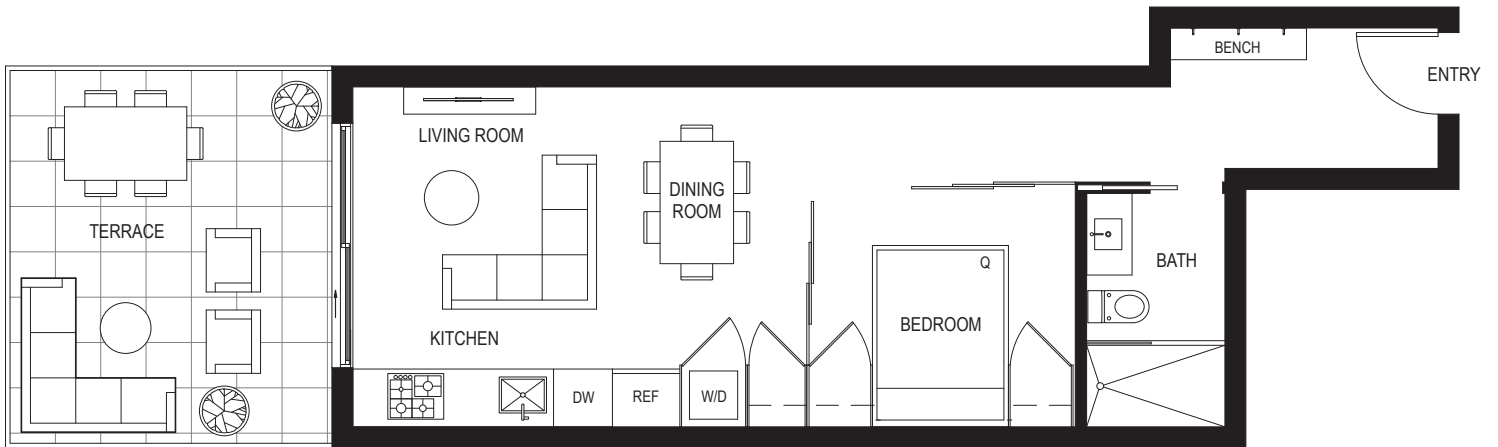 BENCH
ENTRY
LIVING ROOM
DINING
ROOM
TERRACE
BATH
Q
BEDROOM
KITCHEN
DW
REF
W/D